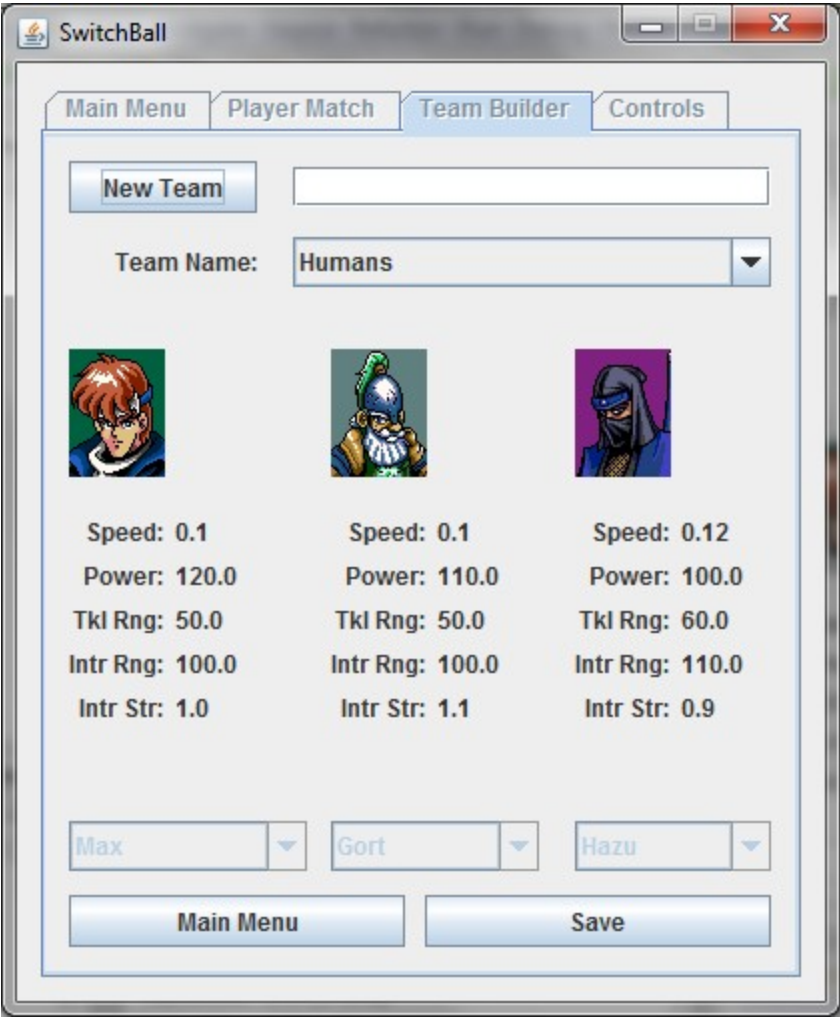 SwitchBall
Main Menu Player Match Team Builder Controls
New Team
Team Name: Humans
Speed: 0.1 Speed: 0.1 Speed: 0.12
Power: 120.0 Power: 110.0 Power: 100.0
Tkl Rng: 50.0 Tkl Rng: 50.0 Tkl Rng: 60.0
Intr Rng: 100.0 Intr Rng: 100.0 Intr Rng: 110.0
Intr Str: 1.0 Intr Str: 1.1 Intr Str: 0.9
Max Gort Hazu
Main Menu Save